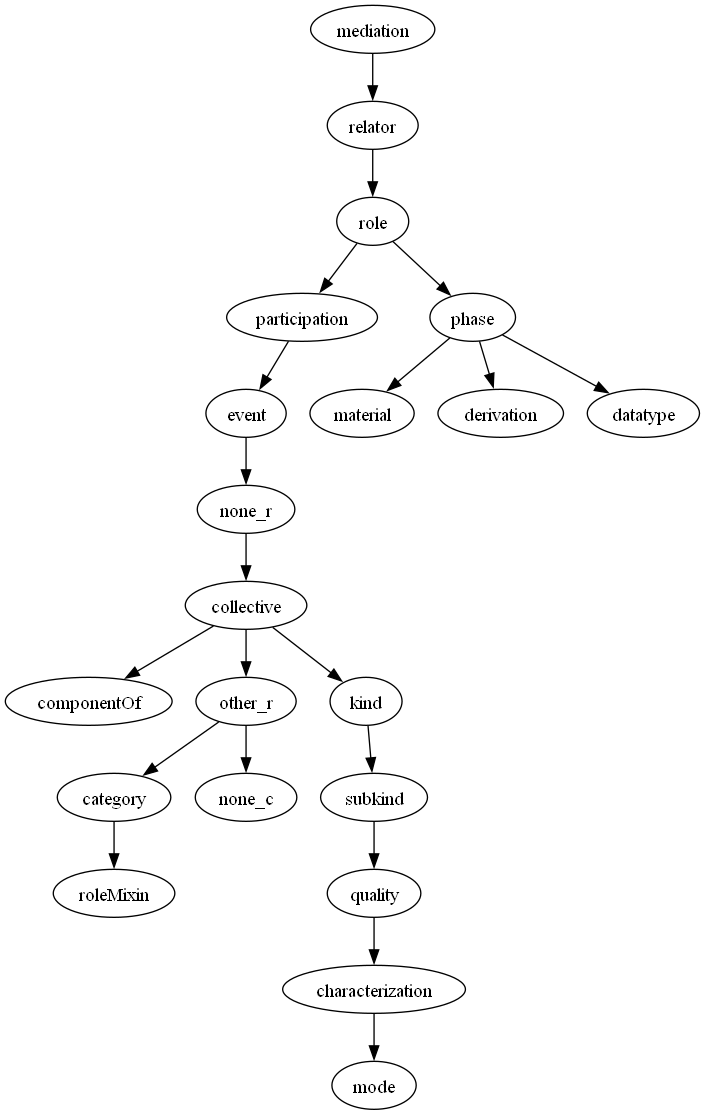 mediation
relator
role
participation
phase
event
material
derivation
datatype
none_r
collective
componentOf
other_r
kind
category
none_c
subkind
roleMixin
quality
characterization
mode